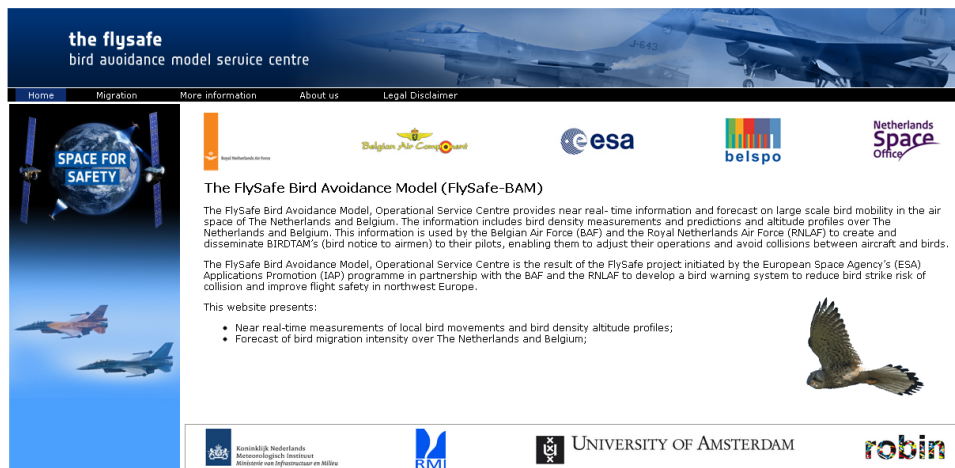 the flysafe
bird avoidance model service centre
J-643
Home Migration More information About us Legal Disclaimer
SPACE FOR
SAFETY
Royal Netherlands Air Force
Belgian Air Component
esa
belspo
Netherlands
Space
Office
The FlySafe Bird Avoidance Model (FlySafe-BAM)
The FlySafe Bird Avoidance Model, Operational Service Centre provides near real- time information and forecast on large scale bird mobility in the air
space of The Netherlands and Belgium. The information includes bird density measurements and predictions and altitude profiles over The
Netherlands and Belgium. This information is used by the Belgian Air Force (BAF) and the Royal Netherlands Air Force (RNLAF) to create and
disseminate BIRDTAM's (bird notice to airmen) to their pilots, enabling them to adjust their operations and avoid collisions between aircraft and birds.
The FlySafe Bird Avoidance Model, Operational Service Centre is the result of the FlySafe project initiated by the European Space Agency's (ESA)
Applications Promotion (IAP) programme in partnership with the BAF and the RNLAF to develop a bird warning system to reduce bird strike risk of
collision and improve flight safety in northwest Europe.
This website presents:
• Near real-time measurements of local bird movements and bird density altitude profiles;
• Forecast of bird migration intensity over The Netherlands and Belgium;
Koninklijk Nederlands
Meteorologisch Instituut
Ministerie van Infrastructuur en Milieu
RMI
UNIVERSITY OF AMSTERDAM
robin